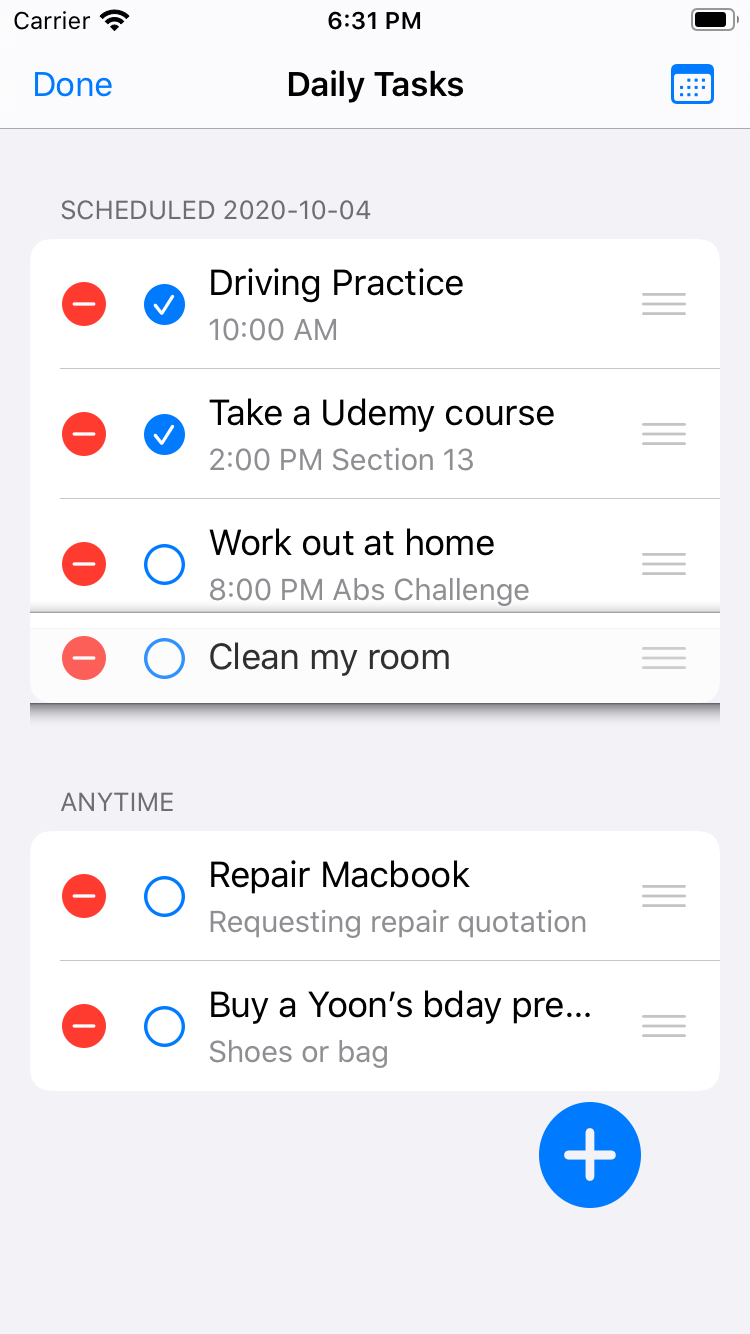 Carrier 6:31 PM
Done Daily Tasks
SCHEDULED 2020-10-04
Driving Practice
10:00 AM
Take a Udemy course
2:00 PM Section 13
Work out at home
8:00 PM Abs Challenge
Clean my room
ANYTIME
Repair Macbook
Requesting repair quotation
Buy a Yoon’s bday pre...
Shoes or bag